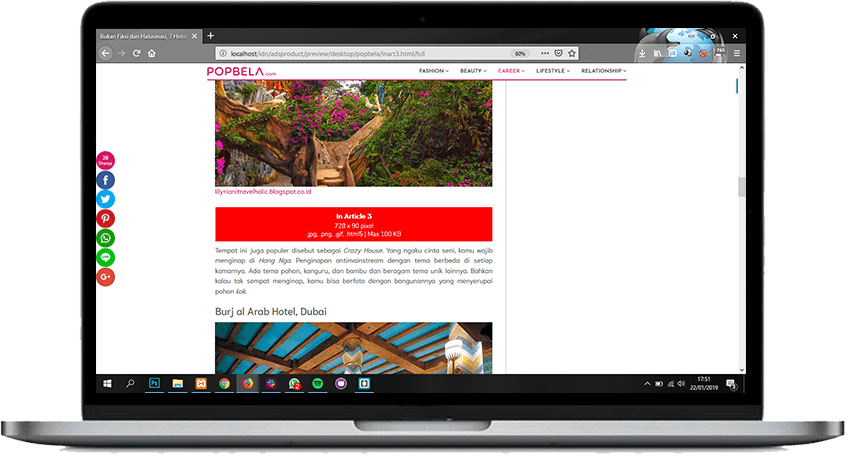 Bukan Fiksi dan Halusinasi, 7 Hotel
localhost/idn/adsproduct/preview/desktop/popbela/inart3.html/full
80%
765
POPBELA.com
FASHION
BEAUTY
CAREER
LIFESTYLE
RELATIONSHIP
28
Shares
lilyrianitravelholic.blogspot.co.id
In Article 3
728 x 90 pixel
.jpg, .png, .gif, .html5 | Max 100 KB
Tempat ini juga populer disebut sebagai Crazy House. Yang ngaku cinta seni, kamu wajib
menginap di Hang Nga. Penginapan antimainstream dengan tema berbeda di setiap
kamarnya. Ada tema pohon, kanguru, dan bambu dan beragam tema unik lainnya. Bahkan
kalau tak sempat menginap, kamu bisa berfoto dengan bangunannya yang menyerupai
pohon kok.
Burj al Arab Hotel, Dubai
Ps
17:51
22/01/2019